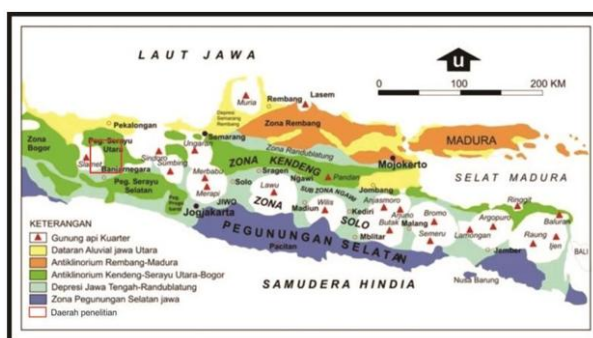 LAUT JAWA
u
0 100 200 KM
Muria
Lasem
Rembang
Depresi
Semarang
Rembang
Zona Rembang
Pekalongan
Semarang
Zona Randublatung
MADURA
Zona
Bogor
Peg. Serayu
Utara
Ungaran
ZONA KENDENG
Mojokerto
SELAT MADURA
Slamet
Banjarnegara
Sindoro
Sumbing
Merbabu
Merapi
Sragen
Ngawi
Pandan
Solo
Lawu
SUB ZONA NGAWI
Jombang
Peg. Serayu
Selatan
JIWO
Jogjakarta
ZONA
Madiun
Wilis
Kediri
SOLO
Anjasmoro
Arjuno
Butak
Malang
Bromo
Semeru
Mblitar
Lamongan
Argopuro
Ringgit
Baluran
Raung
Ijen
Jember
BALI
PEGUNUNGAN SELATAN
Pacitan
SAMUDERA HINDIA
Nusa Barung
KETERANGAN
Gunung api Kuarter
Dataran Aluvial jawa Utara
Antiklinorium Rembang-Madura
Antiklinorium Kendeng-Serayu Utara-Bogor
Depresi Jawa Tengah-Randublatung
Zona Pegunungan Selatan jawa
Daerah penelitian